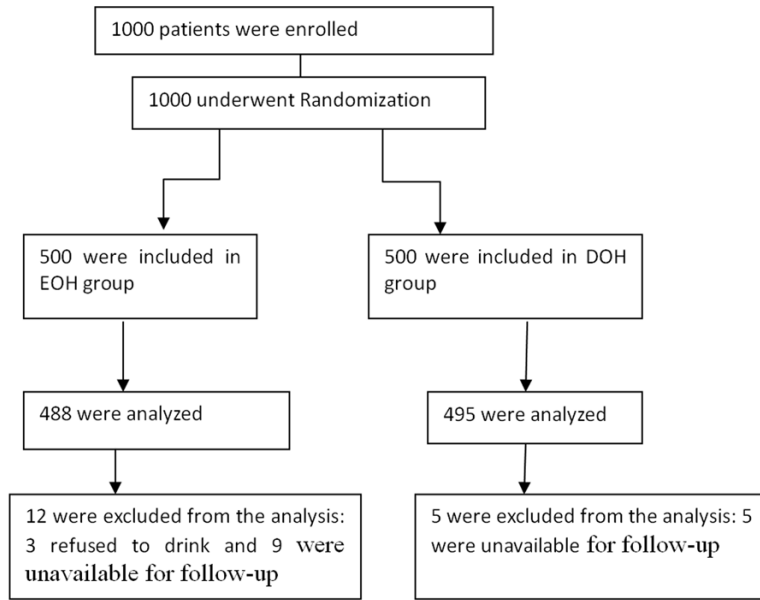 1000 patients were enrolled
1000 underwent Randomization
500 were included in
EOH group
500 were included in DOH
group
488 were analyzed
495 were analyzed
12 were excluded from the analysis:
3 refused to drink and 9 were
unavailable for follow-up
5 were excluded from the analysis: 5
were unavailable for follow-up